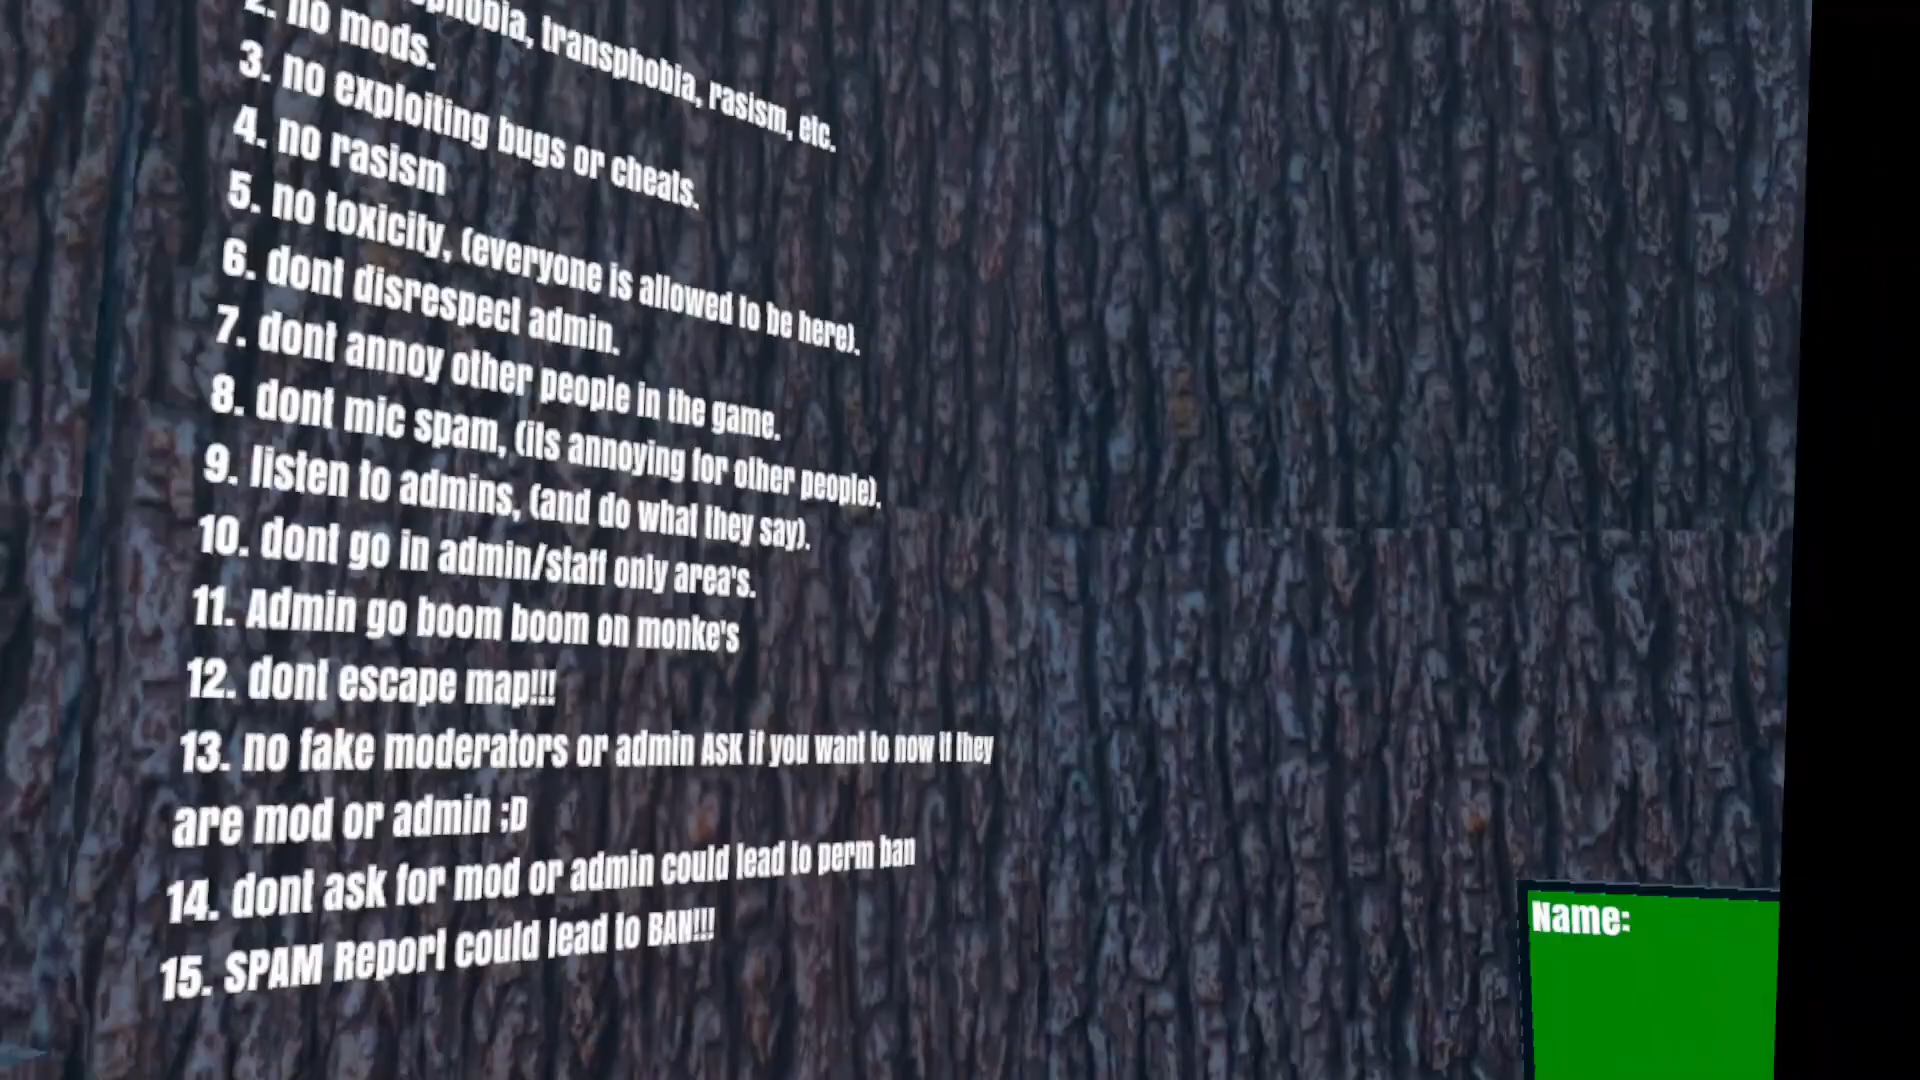 transphobia, rasism, etc.
2. no mods.
3. no exploiting bugs or cheats.
4. no rasism
5. no toxicity, (everyone is allowed to be here).
6. dont disrespect admin.
7. dont annoy other people in the game.
8. dont mic spam, (its annoying for other people).
9. listen to admins, (and do what they say).
10. dont go in admin/staff only area's.
11. Admin go boom boom on monke's
12. dont escape map!!!
13. no fake moderators or admin ASK if you want to now if they
are mod or admin ;D
14. dont ask for mod or admin could lead to perm ban
15. SPAM Report could lead to BAN!!!
Name: